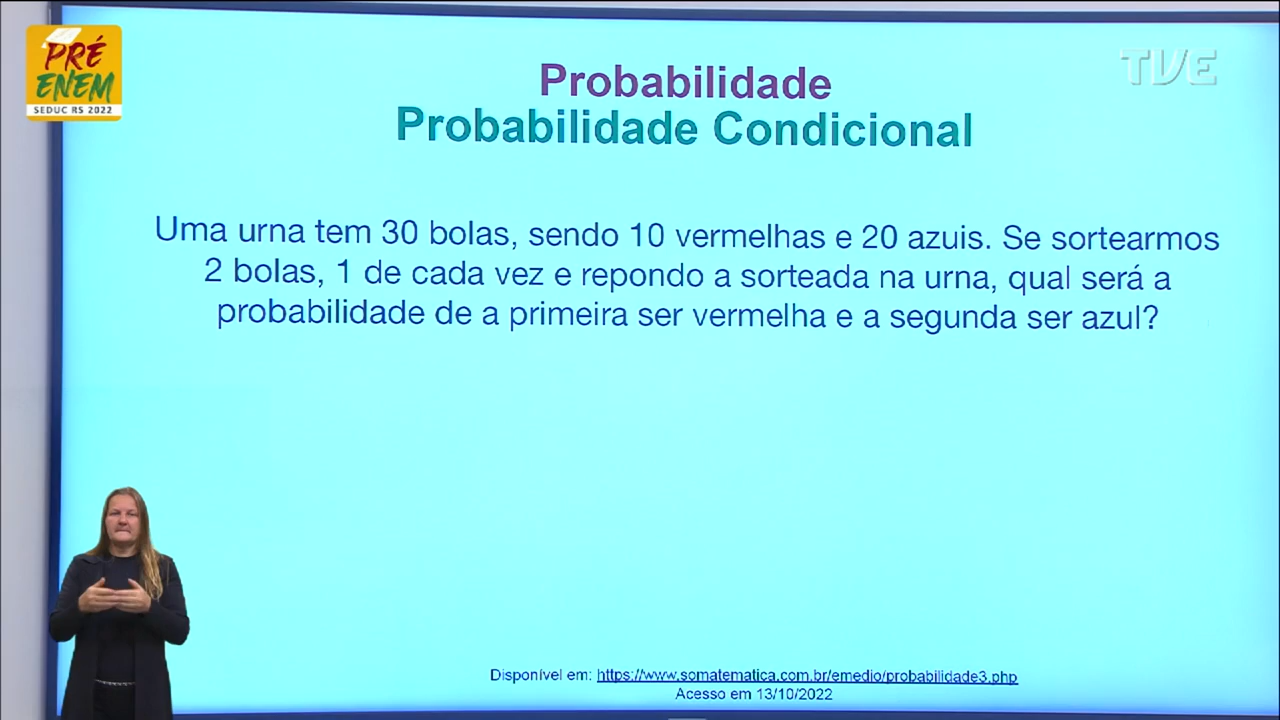 PRÉ
ENEM
SEDUC RS 2022
TVE
Probabilidade
Probabilidade Condicional
Uma urna tem 30 bolas, sendo 10 vermelhas e 20 azuis. Se sortearmos
2 bolas, 1 de cada vez e repondo a sorteada na urna, qual será a
probabilidade de a primeira ser vermelha e a segunda ser azul?
Disponível em: https://www.somatematica.com.br/emedio/probabilidade3.php
Acesso em 13/10/2022